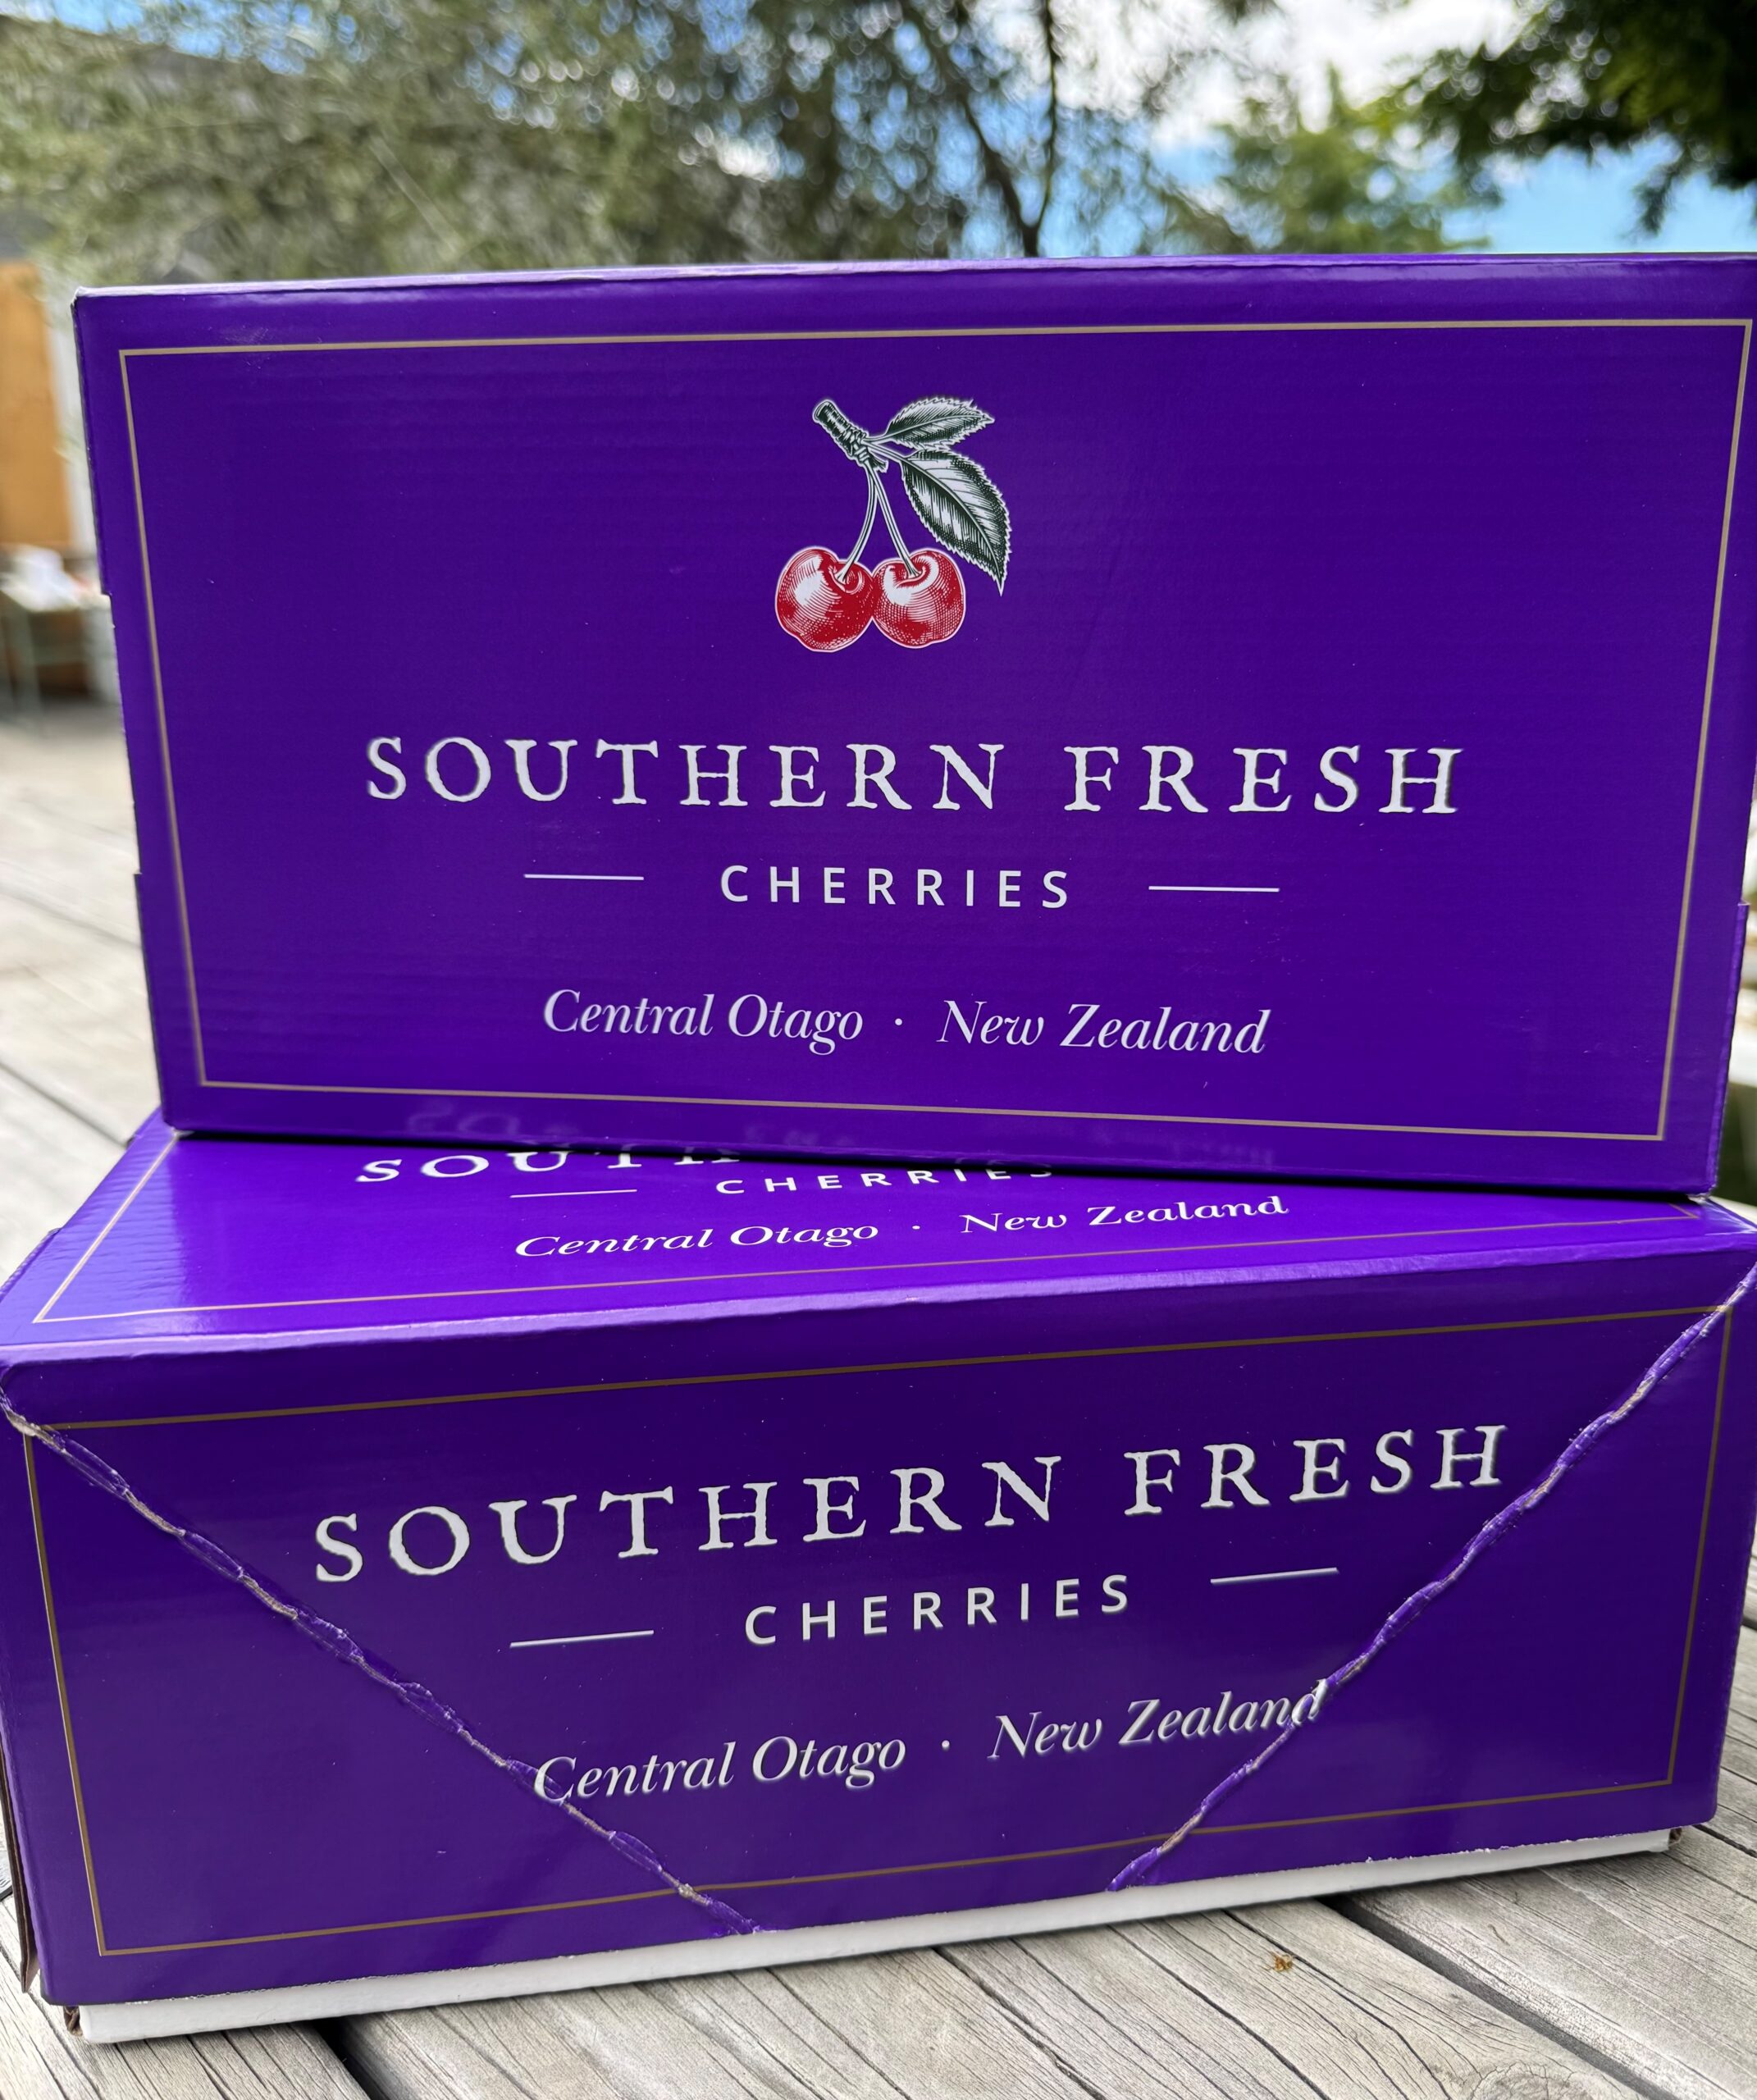 SOUTHERN FRESH
CHERRIES
Central Otago · New Zealand
CHERRIES
Central Otago · New Zealand
SOUTHERN FRESH
CHERRIES
Central Otago · New Zealand